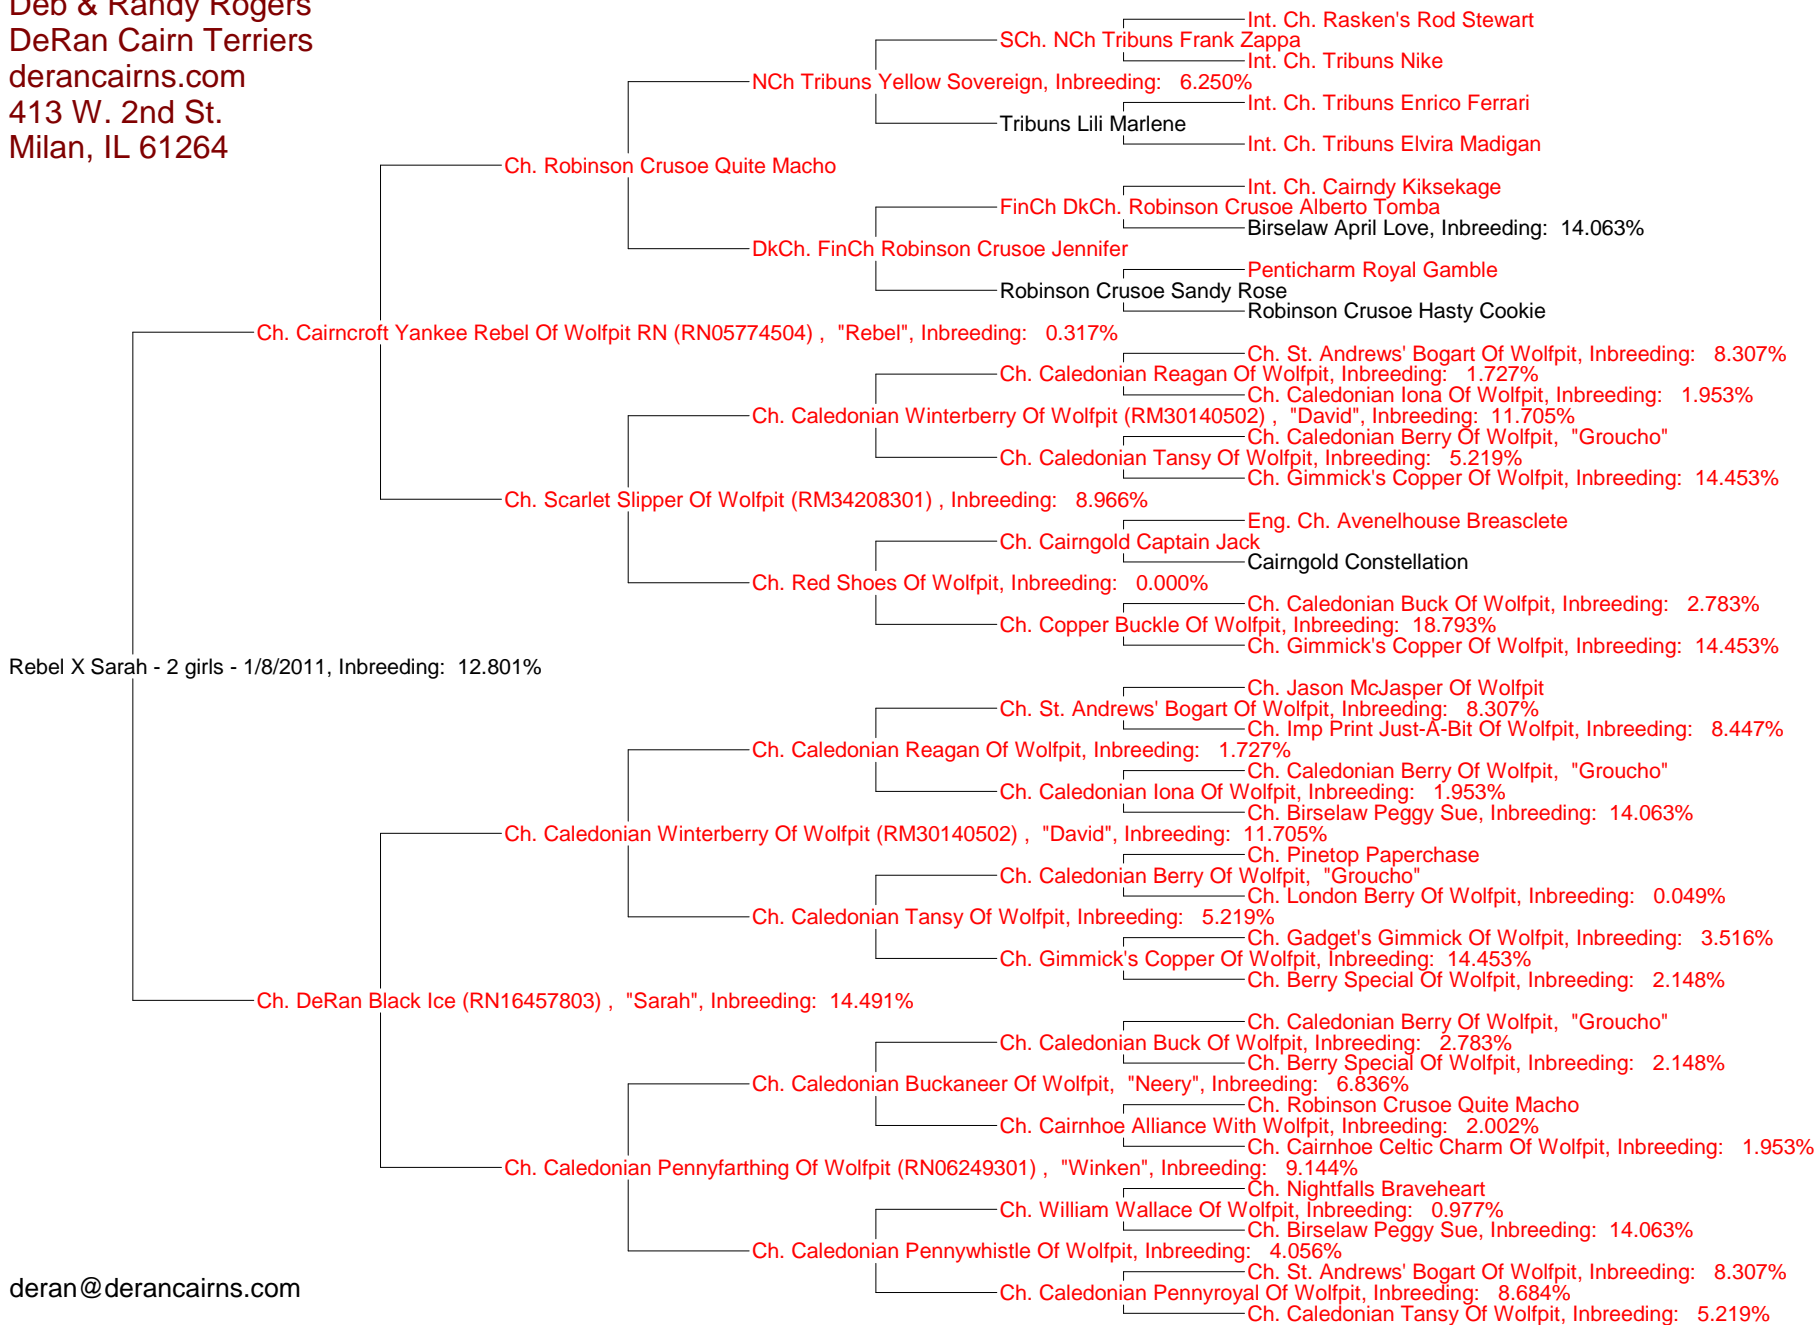 Deb & Randy Rogers
DeRan Cairn Terriers
derancairns.com
413 W. 2nd St.
Milan, IL 61264
Int. Ch. Rasken's Rod Stewart
SCh. NCh Tribuns Frank Zappa
Int. Ch. Tribuns Nike
NCh Tribuns Yellow Sovereign, Inbreeding: 6.250%
Int. Ch. Tribuns Enrico Ferrari
Tribuns Lili Marlene
Int. Ch. Tribuns Elvira Madigan
Ch. Robinson Crusoe Quite Macho
Int. Ch. Cairndy Kiksekage
FinCh DkCh. Robinson Crusoe Alberto Tomba
Birselaw April Love, Inbreeding: 14.063%
DkCh. FinCh Robinson Crusoe Jennifer
Penticharm Royal Gamble
Robinson Crusoe Sandy Rose
Robinson Crusoe Hasty Cookie
Ch. Cairncroft Yankee Rebel Of Wolfpit RN (RN05774504) , "Rebel", Inbreeding: 0.317%
Ch. St. Andrews' Bogart Of Wolfpit, Inbreeding: 8.307%
Ch. Caledonian Reagan Of Wolfpit, Inbreeding: 1.727%
Ch. Caledonian Iona Of Wolfpit, Inbreeding: 1.953%
Ch. Caledonian Winterberry Of Wolfpit (RM30140502) , "David", Inbreeding: 11.705%
Ch. Caledonian Berry Of Wolfpit, "Groucho"
Ch. Caledonian Tansy Of Wolfpit, Inbreeding: 5.219%
Ch. Gimmick's Copper Of Wolfpit, Inbreeding: 14.453%
Ch. Scarlet Slipper Of Wolfpit (RM34208301) , Inbreeding: 8.966%
Eng. Ch. Avenelhouse Breasclete
Ch. Cairngold Captain Jack
Cairngold Constellation
Ch. Red Shoes Of Wolfpit, Inbreeding: 0.000%
Ch. Caledonian Buck Of Wolfpit, Inbreeding: 2.783%
Ch. Copper Buckle Of Wolfpit, Inbreeding: 18.793%
Ch. Gimmick's Copper Of Wolfpit, Inbreeding: 14.453%
Rebel X Sarah - 2 girls - 1/8/2011, Inbreeding: 12.801%
Ch. Jason McJasper Of Wolfpit
Ch. St. Andrews' Bogart Of Wolfpit, Inbreeding: 8.307%
Ch. Imp Print Just-A-Bit Of Wolfpit, Inbreeding: 8.447%
Ch. Caledonian Reagan Of Wolfpit, Inbreeding: 1.727%
Ch. Caledonian Berry Of Wolfpit, "Groucho"
Ch. Caledonian Iona Of Wolfpit, Inbreeding: 1.953%
Ch. Birselaw Peggy Sue, Inbreeding: 14.063%
Ch. Caledonian Winterberry Of Wolfpit (RM30140502) , "David", Inbreeding: 11.705%
Ch. Pinetop Paperchase
Ch. Caledonian Berry Of Wolfpit, "Groucho"
Ch. London Berry Of Wolfpit, Inbreeding: 0.049%
Ch. Caledonian Tansy Of Wolfpit, Inbreeding: 5.219%
Ch. Gadget's Gimmick Of Wolfpit, Inbreeding: 3.516%
Ch. Gimmick's Copper Of Wolfpit, Inbreeding: 14.453%
Ch. Berry Special Of Wolfpit, Inbreeding: 2.148%
Ch. DeRan Black Ice (RN16457803) , "Sarah", Inbreeding: 14.491%
Ch. Caledonian Berry Of Wolfpit, "Groucho"
Ch. Caledonian Buck Of Wolfpit, Inbreeding: 2.783%
Ch. Berry Special Of Wolfpit, Inbreeding: 2.148%
Ch. Caledonian Buckaneer Of Wolfpit, "Neery", Inbreeding: 6.836%
Ch. Robinson Crusoe Quite Macho
Ch. Cairnhoe Alliance With Wolfpit, Inbreeding: 2.002%
Ch. Cairnhoe Celtic Charm Of Wolfpit, Inbreeding: 1.953%
Ch. Caledonian Pennyfarthing Of Wolfpit (RN06249301) , "Winken", Inbreeding: 9.144%
Ch. Nightfalls Braveheart
Ch. William Wallace Of Wolfpit, Inbreeding: 0.977%
Ch. Birselaw Peggy Sue, Inbreeding: 14.063%
Ch. Caledonian Pennywhistle Of Wolfpit, Inbreeding: 4.056%
Ch. St. Andrews' Bogart Of Wolfpit, Inbreeding: 8.307%
Ch. Caledonian Pennyroyal Of Wolfpit, Inbreeding: 8.684%
Ch. Caledonian Tansy Of Wolfpit, Inbreeding: 5.219%
deran@derancairns.com